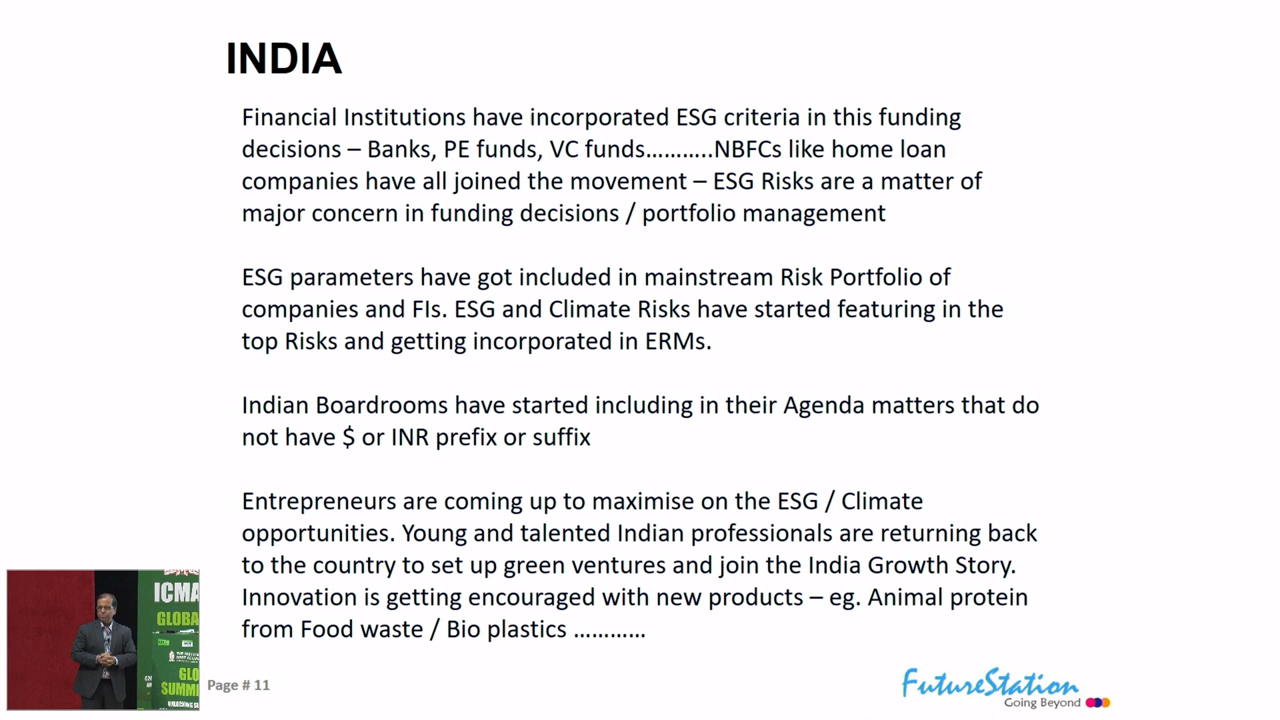 INDIA
Financial Institutions have incorporated ESG criteria in this funding
decisions – Banks, PE funds, VC funds………..NBFCs like home loan
companies have all joined the movement – ESG Risks are a matter of
major concern in funding decisions / portfolio management
ESG parameters have got included in mainstream Risk Portfolio of
companies and FIs. ESG and Climate Risks have started featuring in the
top Risks and getting incorporated in ERMs.
Indian Boardrooms have started including in their Agenda matters that do
not have $ or INR prefix or suffix
Entrepreneurs are coming up to maximise on the ESG / Climate
opportunities. Young and talented Indian professionals are returning back
to the country to set up green ventures and join the India Growth Story.
Innovation is getting encouraged with new products – eg. Animal protein
from Food waste / Bio plastics …………
ICMA
GLOBA
GLO
SUMMI
Page # 11
FutureStation
Going Beyond